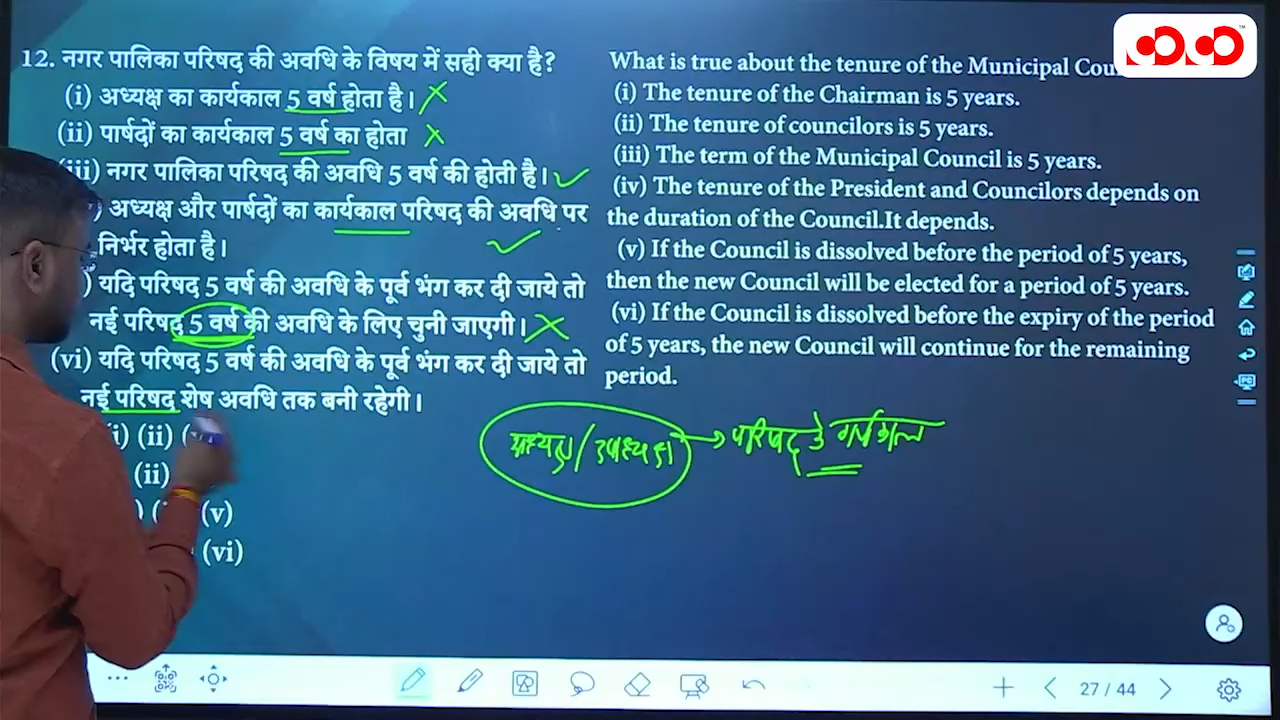 12. नगर पालिका परिषद की अवधि के विषय में सही क्या है?
(i) अध्यक्ष का कार्यकाल 5 वर्ष होता है।
(ii) पार्षदों का कार्यकाल 5 वर्ष का होता
(iii) नगर पालिका परिषद की अवधि 5 वर्ष की होती है।
) अध्यक्ष और पार्षदों का कार्यकाल परिषद की अवधि पर
निर्भर होता है।
) यदि परिषद 5 वर्ष की अवधि के पूर्व भंग कर दी जाये तो
नई परिषद 5 वर्ष की अवधि के लिए चुनी जाएगी।
(vi) यदि परिषद 5 वर्ष की अवधि के पूर्व भंग कर दी जाये तो
नई परिषद शेष अवधि तक बनी रहेगी।
i) (ii)
(ii)
(v)
(vi)
What is true about the tenure of the Municipal
(i) The tenure of the Chairman is 5 years.
(ii) The tenure of councilors is 5 years.
(iii) The term of the Municipal Council is 5 years.
(iv) The tenure of the President and Councilors depends on
the duration of the Council.It depends.
(v) If the Council is dissolved before the period of 5 years,
then the new Council will be elected for a period of 5 years.
(vi) If the Council is dissolved before the expiry of the period
of 5 years, the new Council will continue for the remaining
period.
अध्यक्ष/उपाध्यक्ष → परिषद
27 / 44